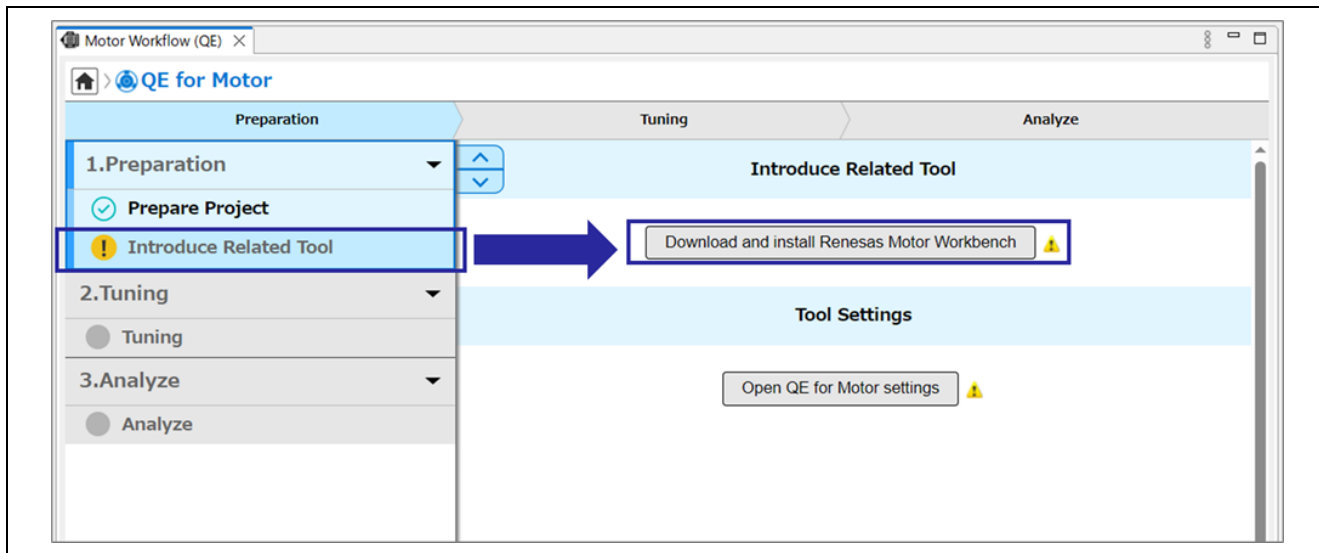 Motor Workflow (QE)
QE for Motor
Preparation
Tuning
Analyze
1.Preparation
Prepare Project
Introduce Related Tool
2.Tuning
Tuning
3.Analyze
Analyze
Introduce Related Tool
Download and install Renesas Motor Workbench
Tool Settings
Open QE for Motor settings